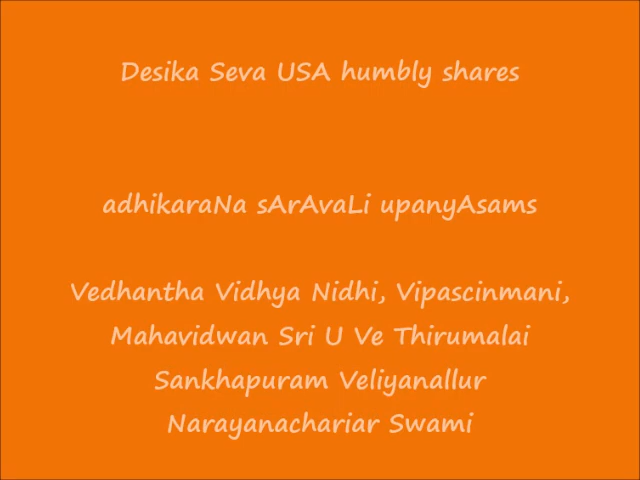 Desika Seva USA humbly shares
adhikaraNa sArAvaLi upanyAsams
Vedhantha Vidhya Nidhi, Vipascinmani,
Mahavidwan Sri U Ve Thirumalai
Sankhapuram Veliyanallur
Narayanachariar Swami